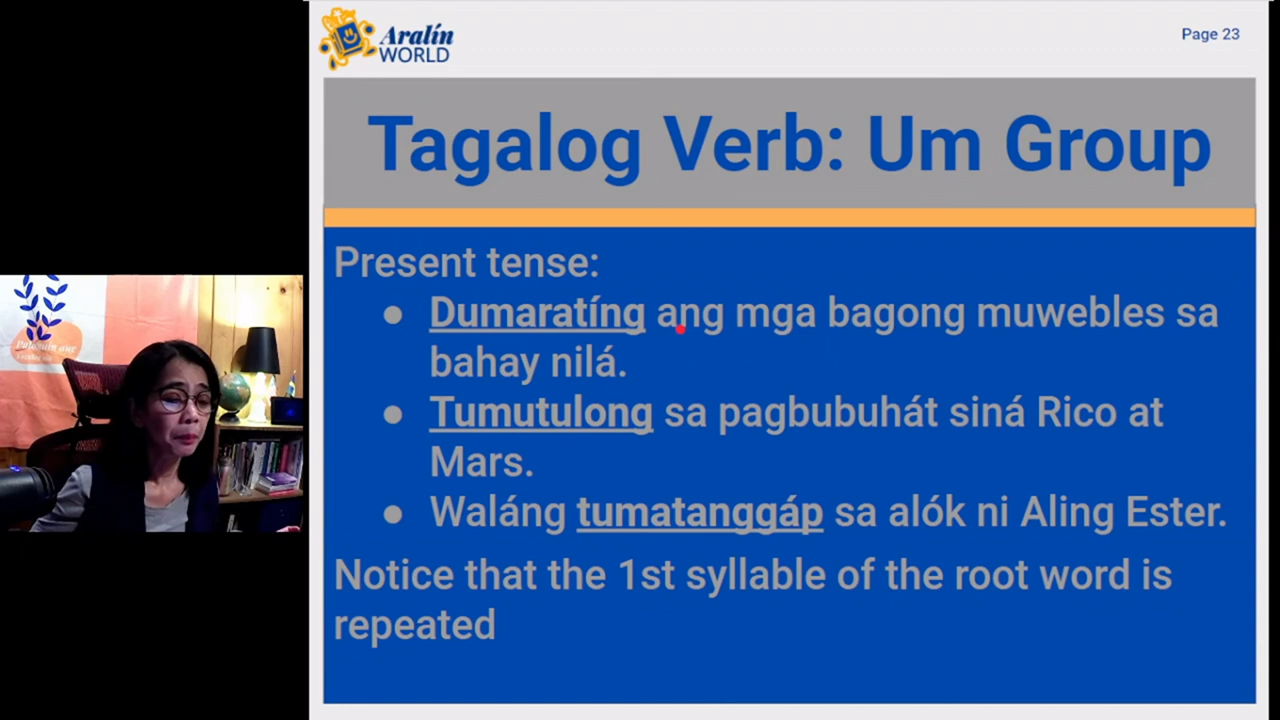 Aralín
WORLD
Page 23
Tagalog Verb: Um Group
Present tense:
● Dumaratíng ang mga bagong muwebles sa
bahay nilá.
● Tumutulong sa pagbubuhát siná Rico at
Mars.
● Waláng tumatanggáp sa alók ni Aling Ester.
Notice that the 1st syllable of the root word is
repeated